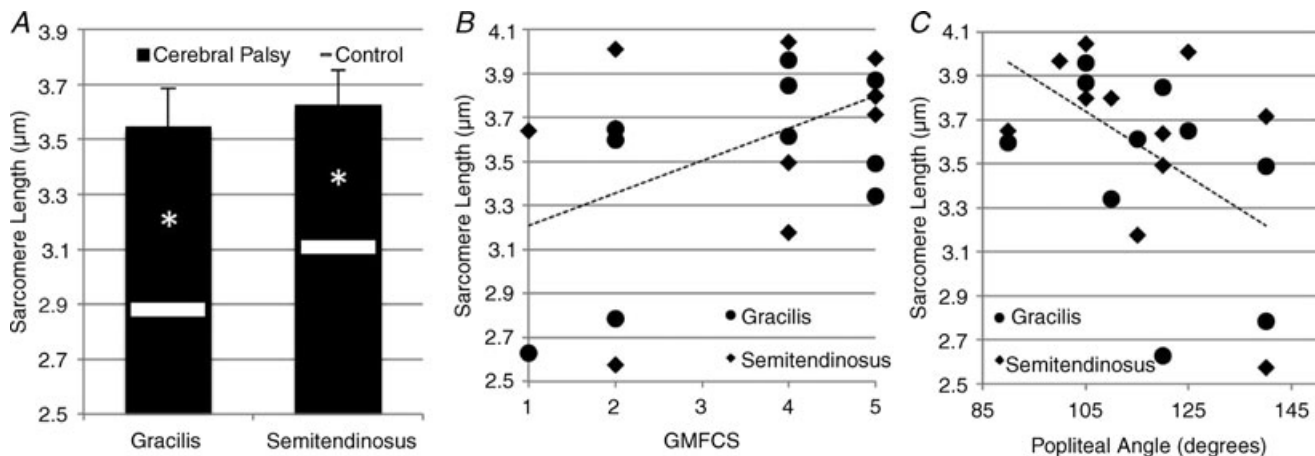 A
B
C
3.9
3.7
3.5
3.3
3.1
2.9
2.7
2.5
Sarcomere Length (μm)
Cerebral Palsy
Control
*
*
Gracilis
Semitendinosus
4.1
3.9
3.7
3.5
3.3
3.1
2.9
2.7
2.5
Sarcomere Length (μm)
Gracilis
Semitendinosus
1
2
3
4
5
GMFCS
4.1
3.9
3.7
3.5
3.3
3.1
2.9
2.7
2.5
Sarcomere Length (μm)
Gracilis
Semitendinosus
85
105
125
145
Popliteal Angle (degrees)